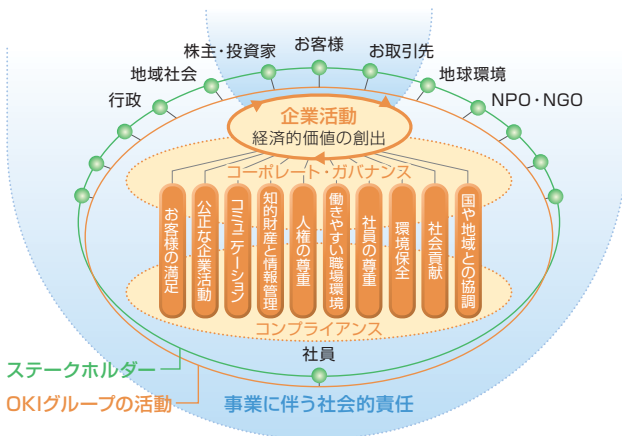 お客様
株主・投資家
お取引先
地域社会
地球環境
行政
NPO・NGO
企業活動
経済的価値の創出
コーポレート・ガバナンス
お客様の満足
公正な企業活動
コミュニケーション
知的財産と情報管理
人権の尊重
働きやすい職場環境
社員の尊重
環境保全
社会貢献
国や地域との協調
コンプライアンス
社員
ステークホルダー
OKIグループの活動
事業に伴う社会的責任